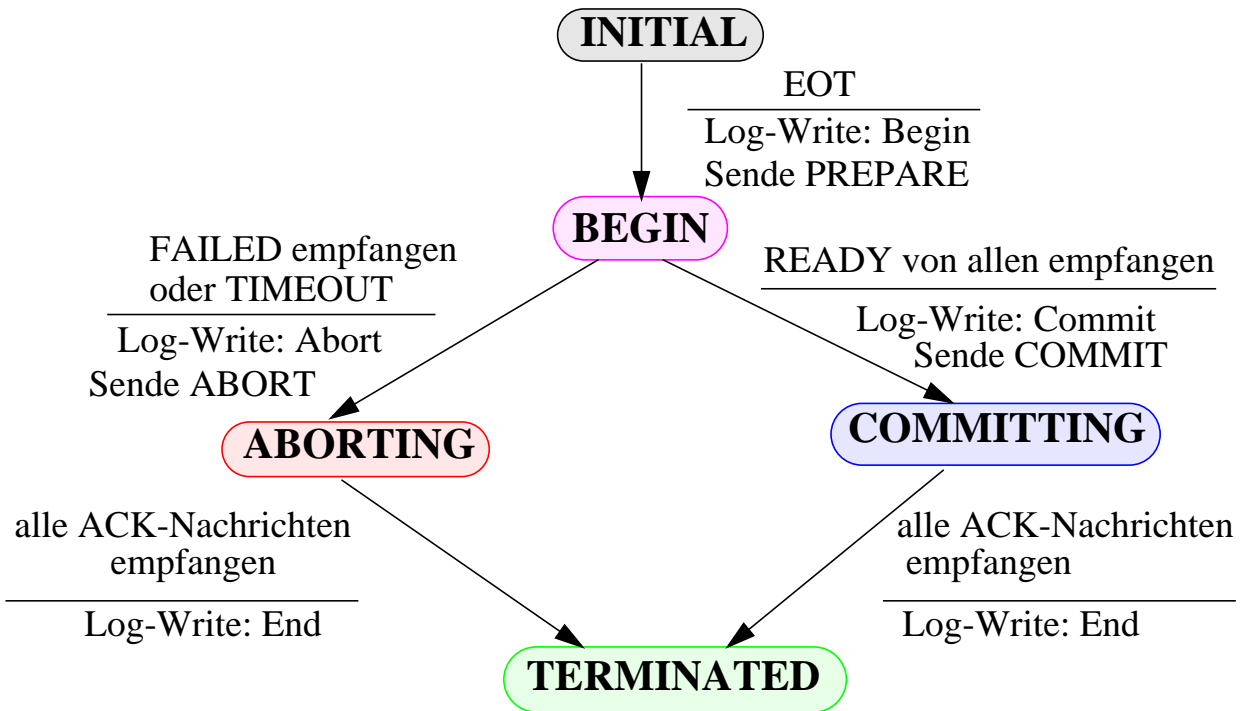 INITIAL
EOT
Log-Write: Begin
Sende PREPARE
BEGIN
FAILED empfangen
oder TIMEOUT
Log-Write: Abort
Sende ABORT
READY von allen empfangen
Log-Write: Commit
Sende COMMIT
ABORTING
COMMITTING
alle ACK-Nachrichten
empfangen
Log-Write: End
alle ACK-Nachrichten
empfangen
Log-Write: End
TERMINATED